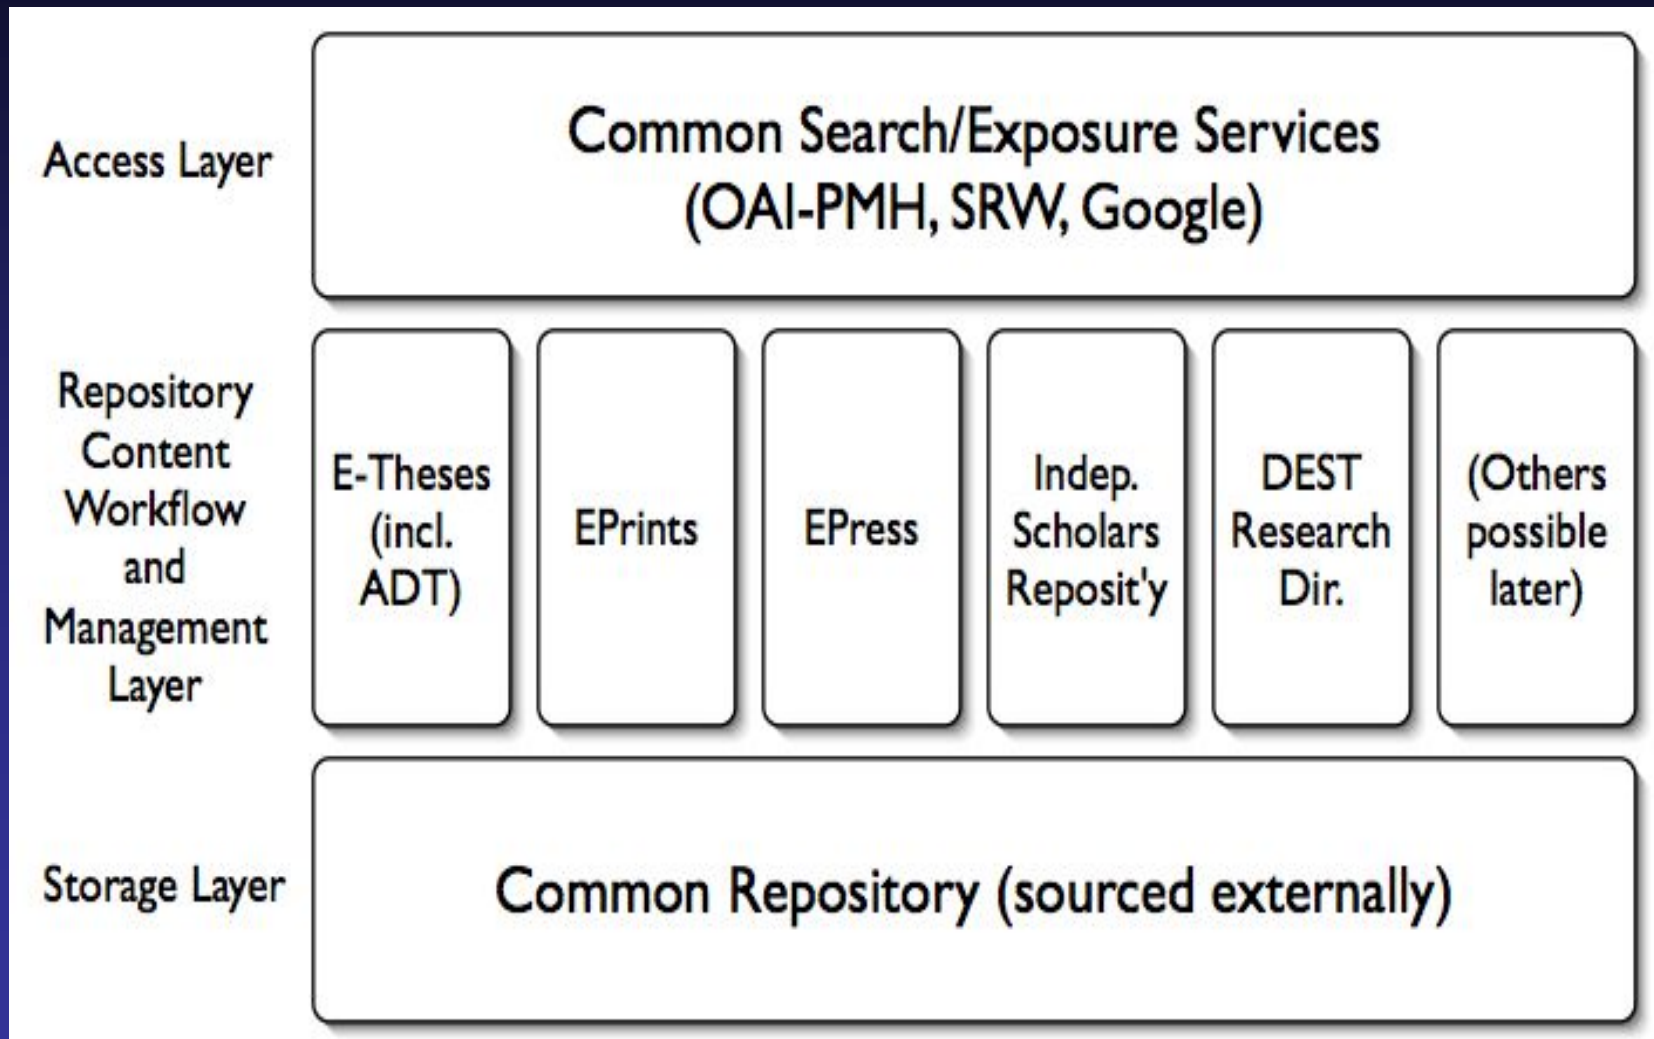 Access Layer
Common Search/Exposure Services
(OAI-PMH, SRW, Google)
Repository
Content
Workflow
and
Management
Layer
E-Theses
(incl.
ADT)
EPrints
EPress
Indep.
Scholars
Reposit'y
DEST
Research
Dir.
(Others
possible
later)
Storage Layer
Common Repository (sourced externally)